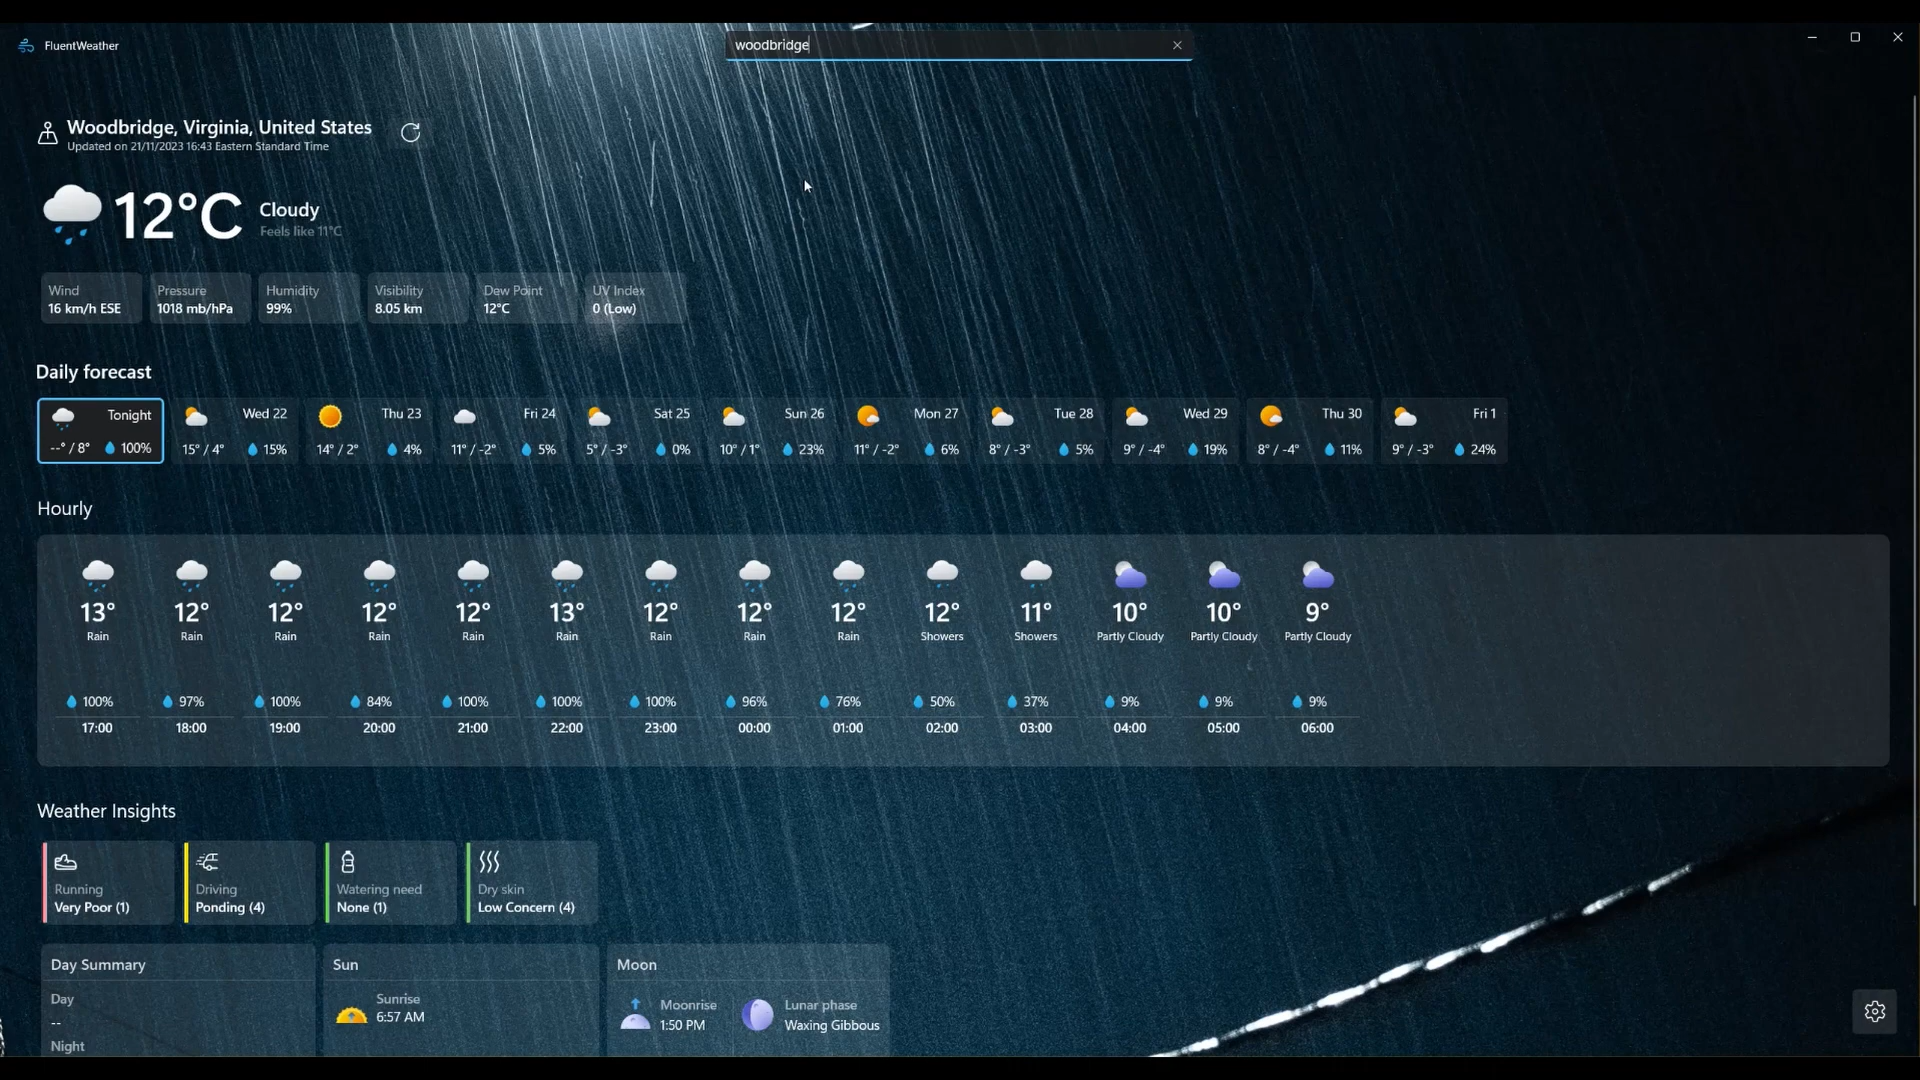 FluentWeather
woodbridge
Woodbridge, Virginia, United States
Updated on 21/11/2023 16:43 Eastern Standard Time
12°C
Cloudy
Feels like 11°C
Wind
16 km/h ESE
Pressure
1018 mb/hPa
Humidity
99%
Visibility
8.05 km
Dew Point
12°C
UV Index
0 (Low)
Daily forecast
Tonight
--° / 8° 100%
Wed 22
15° / 4° 15%
Thu 23
14° / 2° 4%
Fri 24
11° / -2° 5%
Sat 25
5° / -3° 0%
Sun 26
10° / 1° 23%
Mon 27
11° / -2° 6%
Tue 28
8° / -3° 5%
Wed 29
9° / -4° 19%
Thu 30
8° / -4° 11%
Fri 1
9° / -3° 24%
Hourly
13° 12° 12° 12° 12° 13° 12° 12° 12° 12° 11° 10° 10° 9°
Rain Rain Rain Rain Rain Rain Rain Rain Rain Showers Showers Partly Cloudy Partly Cloudy Partly Cloudy
100% 97% 100% 84% 100% 100% 100% 96% 76% 50% 37% 9% 9% 9%
17:00 18:00 19:00 20:00 21:00 22:00 23:00 00:00 01:00 02:00 03:00 04:00 05:00 06:00
Weather Insights
Running
Very Poor (1)
Driving
Ponding (4)
Watering need
None (1)
Dry skin
Low Concern (4)
Day Summary
Day
--
Night
Sun
Sunrise
6:57 AM
Moon
Moonrise
1:50 PM
Lunar phase
Waxing Gibbous